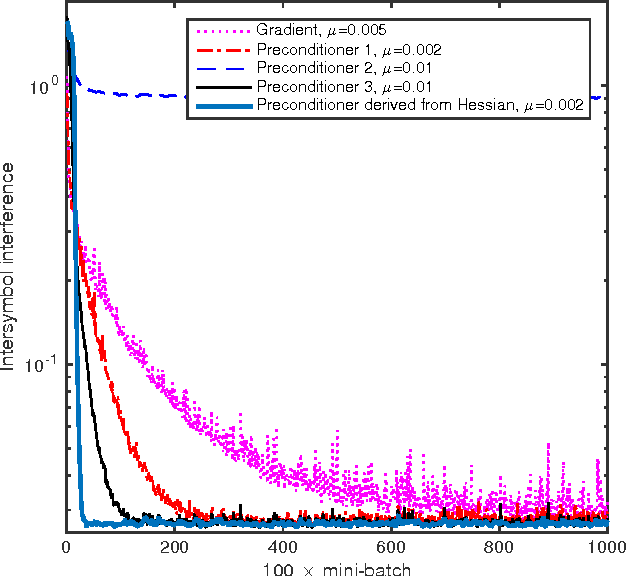 Gradient, μ=0.005
Preconditioner 1, μ=0.002
Preconditioner 2, μ=0.01
Preconditioner 3, μ=0.01
Preconditioner derived from Hessian, μ=0.002
Intersymbol interference
10⁰
10⁻¹
0 200 400 600 800 1000
100 × mini-batch